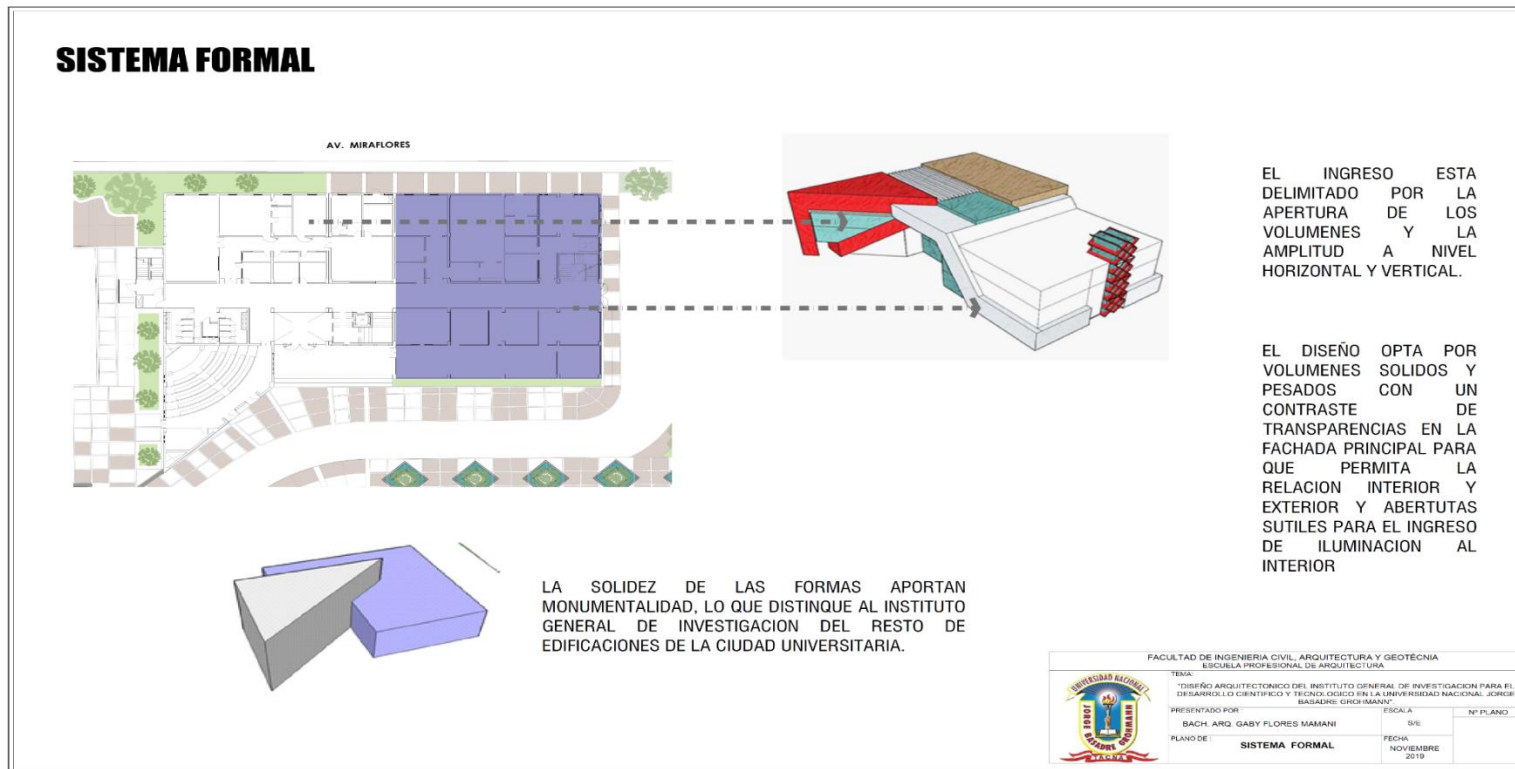 SISTEMA FORMAL
AV. MIRAFLORES
EL INGRESO ESTA
DELIMITADO POR LA
APERTURA DE LOS
VOLUMENES Y LA
AMPLITUD A NIVEL
HORIZONTAL Y VERTICAL.
EL DISEÑO OPTA POR
VOLUMENES SOLIDOS Y
PESADOS CON UN
CONTRASTE DE
TRANSPARENCIAS EN LA
FACHADA PRINCIPAL PARA
QUE PERMITA LA
RELACION INTERIOR Y
EXTERIOR Y ABERTUTAS
SUTILES PARA EL INGRESO
DE ILUMINACION AL
INTERIOR
LA SOLIDEZ DE LAS FORMAS APORTAN
MONUMENTALIDAD, LO QUE DISTINQUE AL INSTITUTO
GENERAL DE INVESTIGACION DEL RESTO DE
EDIFICACIONES DE LA CIUDAD UNIVERSITARIA.
FACULTAD DE INGENIERIA CIVIL, ARQUITECTURA Y GEOTÉCNIA
ESCUELA PROFESIONAL DE ARQUITECTURA
UNIVERSIDAD NACIONAL
JORGE BASADRE GROHMANN
TACNA
TEMA:
"DISEÑO ARQUITECTONICO DEL INSTITUTO GENERAL DE INVESTIGACION PARA EL
DESARROLLO CIENTIFICO Y TECNOLOGICO EN LA UNIVERSIDAD NACIONAL JORGE
BASADRE GROHMANN".
PRESENTADO POR :
BACH. ARQ. GABY FLORES MAMANI
ESCALA
S/E
N° PLANO
PLANO DE :
SISTEMA FORMAL
FECHA
NOVIEMBRE
2019